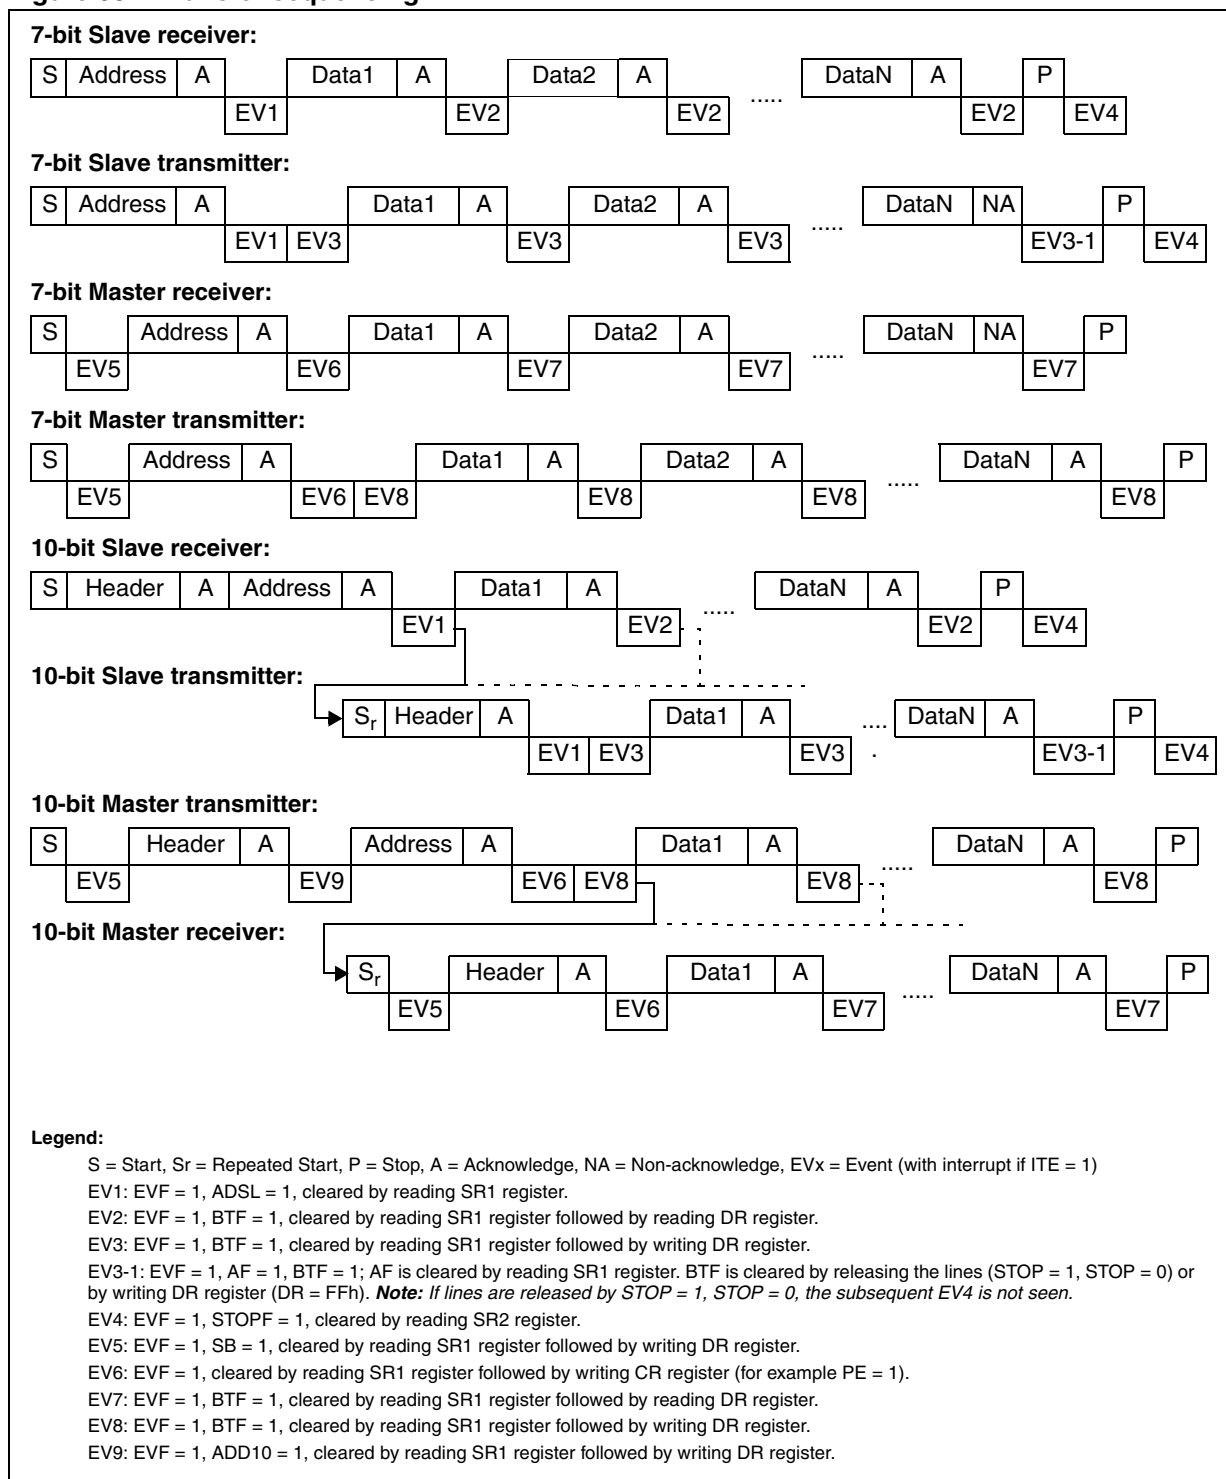 7-bit Slave receiver:
S Address A Data1 A Data2 A ..... DataN A P
EV1 EV2 EV2 EV2 EV4
7-bit Slave transmitter:
S Address A Data1 A Data2 A ..... DataN NA P
EV1 EV3 EV3 EV3 EV3-1 EV4
7-bit Master receiver:
S Address A Data1 A Data2 A ..... DataN NA P
EV5 EV6 EV7 EV7 EV7
7-bit Master transmitter:
S Address A Data1 A Data2 A ..... DataN A P
EV5 EV6 EV8 EV8 EV8 EV8
10-bit Slave receiver:
S Header A Address A Data1 A ..... DataN A P
EV1 EV2 EV2 EV4
10-bit Slave transmitter:
Sr Header A Data1 A .... DataN A P
EV1 EV3 EV3 . EV3-1 EV4
10-bit Master transmitter:
S Header A Address A Data1 A ..... DataN A P
EV5 EV9 EV6 EV8 EV8 EV8
10-bit Master receiver:
Sr Header A Data1 A ..... DataN A P
EV5 EV6 EV7 EV7
Legend:
S = Start, Sr = Repeated Start, P = Stop, A = Acknowledge, NA = Non-acknowledge, EVx = Event (with interrupt if ITE = 1)
EV1: EVF = 1, ADSL = 1, cleared by reading SR1 register.
EV2: EVF = 1, BTF = 1, cleared by reading SR1 register followed by reading DR register.
EV3: EVF = 1, BTF = 1, cleared by reading SR1 register followed by writing DR register.
EV3-1: EVF = 1, AF = 1, BTF = 1; AF is cleared by reading SR1 register. BTF is cleared by releasing the lines (STOP = 1, STOP = 0) or
by writing DR register (DR = FFh). Note: If lines are released by STOP = 1, STOP = 0, the subsequent EV4 is not seen.
EV4: EVF = 1, STOPF = 1, cleared by reading SR2 register.
EV5: EVF = 1, SB = 1, cleared by reading SR1 register followed by writing DR register.
EV6: EVF = 1, cleared by reading SR1 register followed by writing CR register (for example PE = 1).
EV7: EVF = 1, BTF = 1, cleared by reading SR1 register followed by reading DR register.
EV8: EVF = 1, BTF = 1, cleared by reading SR1 register followed by writing DR register.
EV9: EVF = 1, ADD10 = 1, cleared by reading SR1 register followed by writing DR register.